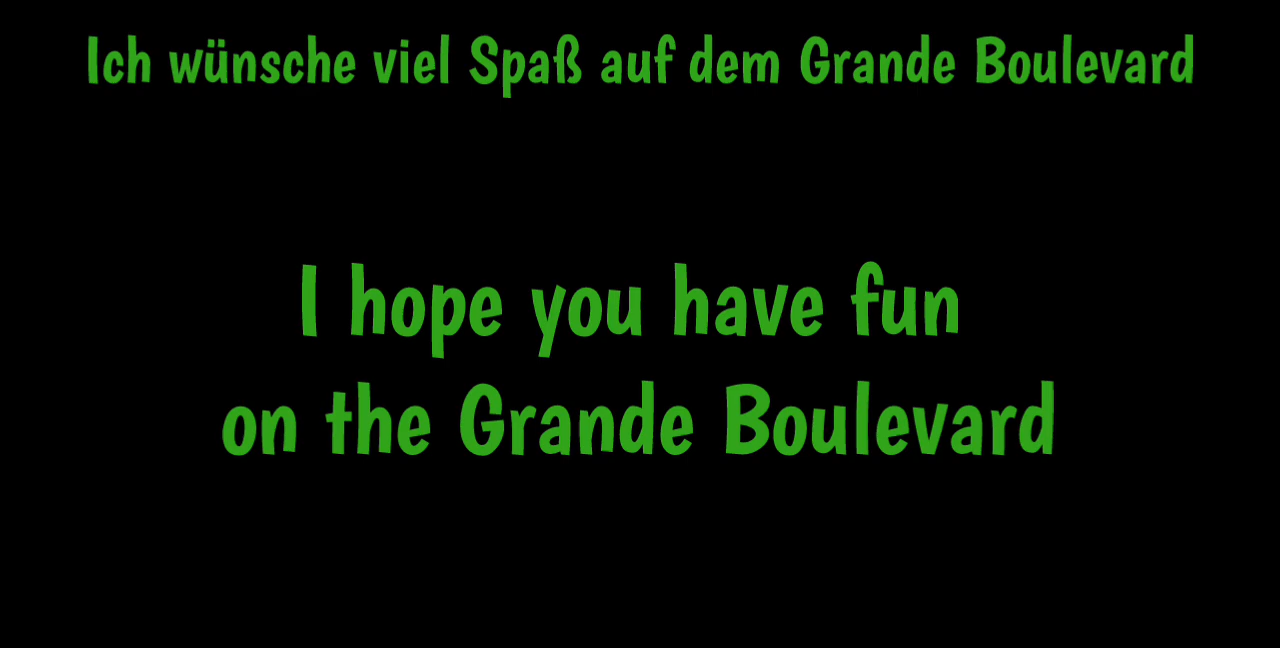 Ich wünsche viel Spaß auf dem Grande Boulevard
I hope you have fun
on the Grande Boulevard